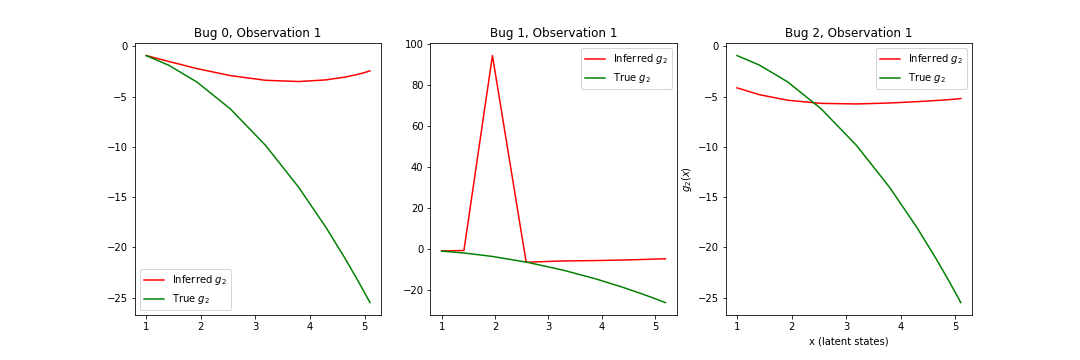 Bug 0, Observation 1
0
−5
−10
−15
−20
−25
1 2 3 4 5
Inferred g₂
True g₂
Bug 1, Observation 1
100
80
60
40
20
0
−20
1 2 3 4 5
Inferred g₂
True g₂
Bug 2, Observation 1
g₂(x)
0
−5
−10
−15
−20
−25
1 2 3 4 5
x (latent states)
Inferred g₂
True g₂